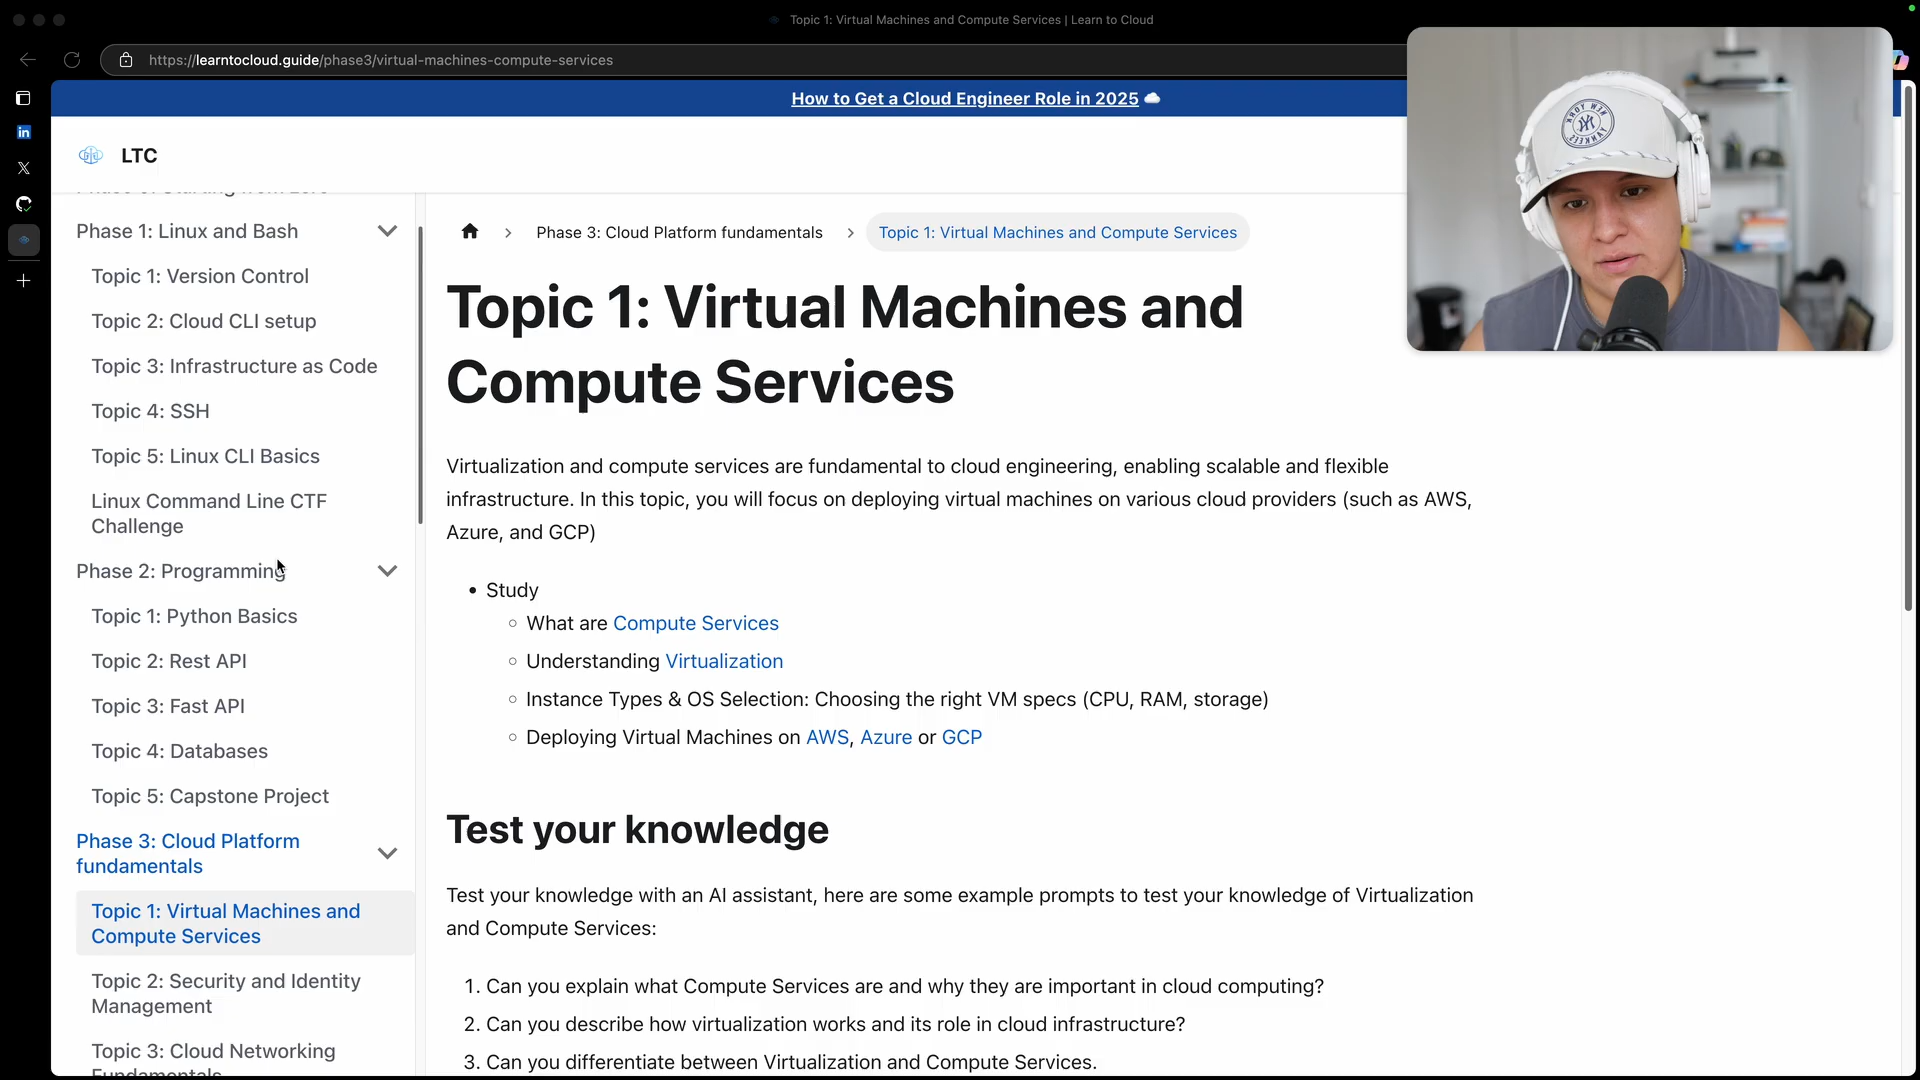 Topic 1: Virtual Machines and Compute Services | Learn to Cloud
https://learntocloud.guide/phase3/virtual-machines-compute-services
How to Get a Cloud Engineer Role in 2025
LTC
Phase 1: Linux and Bash
Topic 1: Version Control
Topic 2: Cloud CLI setup
Topic 3: Infrastructure as Code
Topic 4: SSH
Topic 5: Linux CLI Basics
Linux Command Line CTF
Challenge
Phase 2: Programming
Topic 1: Python Basics
Topic 2: Rest API
Topic 3: Fast API
Topic 4: Databases
Topic 5: Capstone Project
Phase 3: Cloud Platform
fundamentals
Topic 1: Virtual Machines and
Compute Services
Topic 2: Security and Identity
Management
Topic 3: Cloud Networking
Fundamentals
Phase 3: Cloud Platform fundamentals
Topic 1: Virtual Machines and Compute Services
Topic 1: Virtual Machines and
Compute Services
Virtualization and compute services are fundamental to cloud engineering, enabling scalable and flexible
infrastructure. In this topic, you will focus on deploying virtual machines on various cloud providers (such as AWS,
Azure, and GCP)
• Study
◦ What are Compute Services
◦ Understanding Virtualization
◦ Instance Types & OS Selection: Choosing the right VM specs (CPU, RAM, storage)
◦ Deploying Virtual Machines on AWS, Azure or GCP
Test your knowledge
Test your knowledge with an AI assistant, here are some example prompts to test your knowledge of Virtualization
and Compute Services:
1. Can you explain what Compute Services are and why they are important in cloud computing?
2. Can you describe how virtualization works and its role in cloud infrastructure?
3. Can you differentiate between Virtualization and Compute Services.
NEW YORK
YANKEES